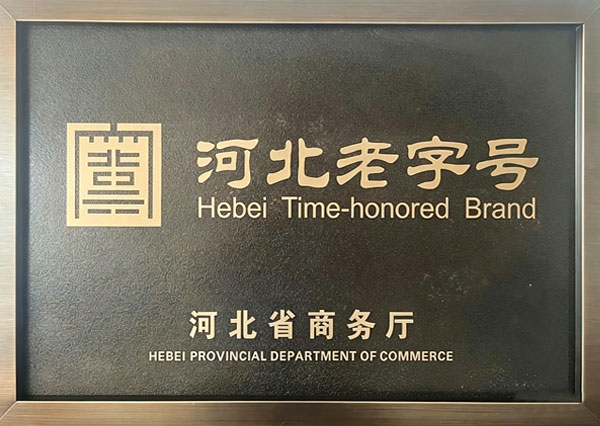 河北老字号
Hebei Time-honored Brand
河北省商务厅
HEBEI PROVINCIAL DEPARTMENT OF COMMERCE